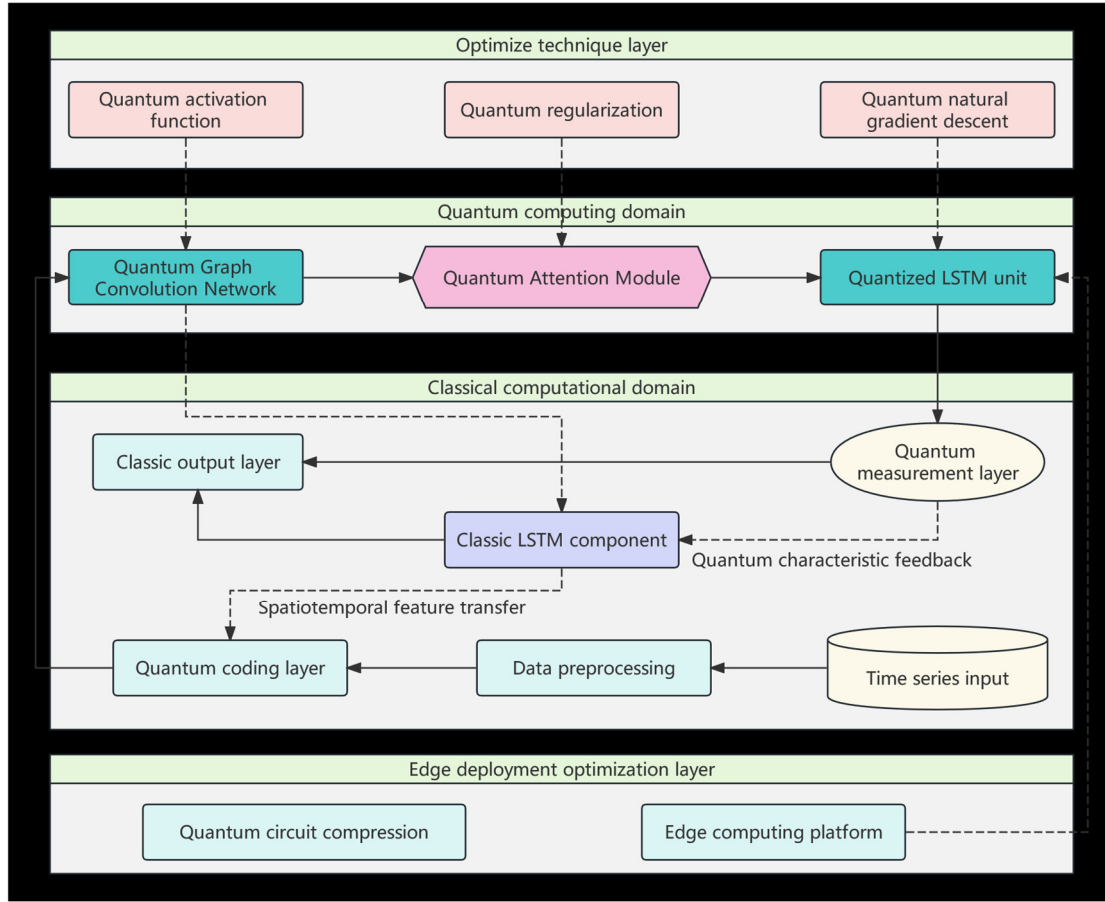 Optimize technique layer
Quantum activation
function
Quantum regularization
Quantum natural
gradient descent
Quantum computing domain
Quantum Graph
Convolution Network
Quantum Attention Module
Quantized LSTM unit
Classical computational domain
Classic output layer
Quantum
measurement layer
Classic LSTM component
Quantum characteristic feedback
Spatiotemporal feature transfer
Quantum coding layer
Data preprocessing
Time series input
Edge deployment optimization layer
Quantum circuit compression
Edge computing platform